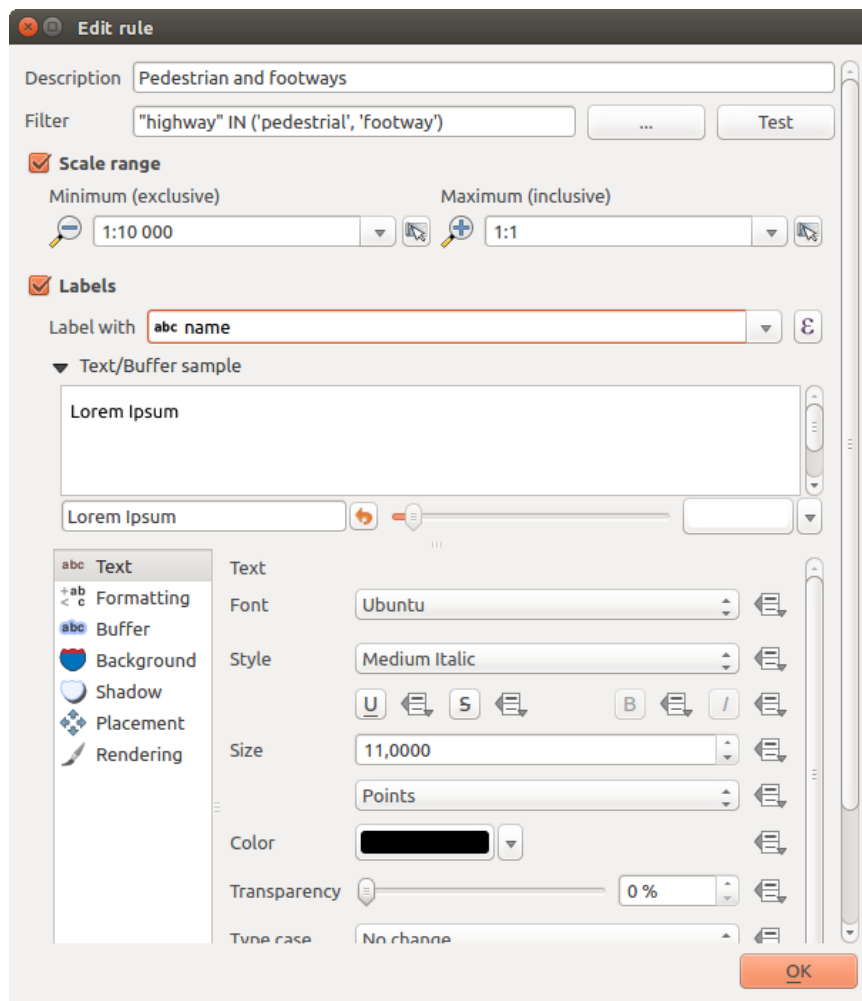 Edit rule
Description Pedestrian and footways
Filter "highway" IN ('pedestrial', 'footway') ... Test
Scale range
Minimum (exclusive) Maximum (inclusive)
1:10 000 1:1
Labels
Label with abc name ε
Text/Buffer sample
Lorem Ipsum
Lorem Ipsum
abc Text
+ab < c Formatting
abc Buffer
Background
Shadow
Placement
Rendering
Text
Font Ubuntu
Style Medium Italic
U S B I
Size 11,0000
Points
Color
Transparency 0 %
Type case No change
OK